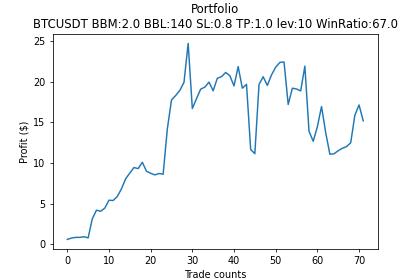 Portfolio
BTCUSDT BBM:2.0 BBL:140 SL:0.8 TP:1.0 lev:10 WinRatio:67.0
25
20
15
10
5
0
Profit ($)
0 10 20 30 40 50 60 70
Trade counts